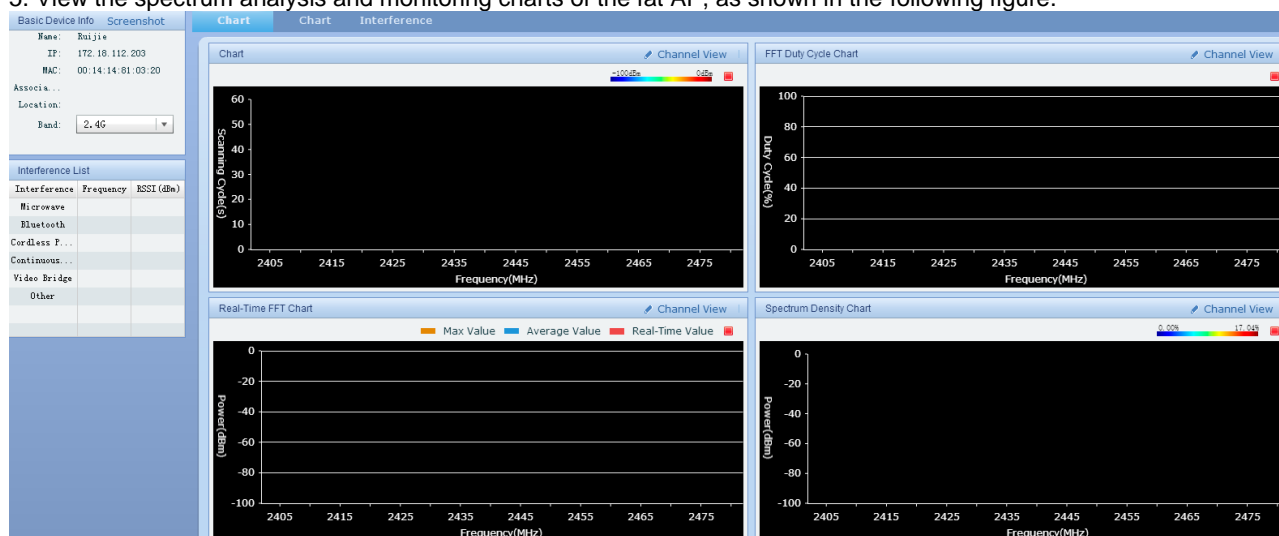 5. View the spectrum analysis and monitoring charts of the fat AP, as shown in the following figure.
Basic Device Info Screenshot
Name: Ruijie
IP: 172.18.112.203
MAC: 00:14:14:81:03:20
Associa...
Location:
Band: 2.4G
Interference List
Interference Frequency RSSI(dBm)
Microwave
Bluetooth
Cordless P...
Continuous...
Video Bridge
Other
Chart Chart Interference
Chart Channel View
-100dBm 0dBm
Scanning Cycle(s)
60
50
40
30
20
10
0
2405 2415 2425 2435 2445 2455 2465 2475
Frequency(MHz)
FFT Duty Cycle Chart Channel View
Duty Cycle(%)
100
80
60
40
20
0
2405 2415 2425 2435 2445 2455 2465 2475
Frequency(MHz)
Real-Time FFT Chart Channel View
Max Value Average Value Real-Time Value
Power(dBm)
0
-20
-40
-60
-80
-100
2405 2415 2425 2435 2445 2455 2465 2475
Frequency(MHz)
Spectrum Density Chart Channel View
0.00% 17.04%
Power(dBm)
0
-20
-40
-60
-80
-100
2405 2415 2425 2435 2445 2455 2465 2475
Frequency(MHz)